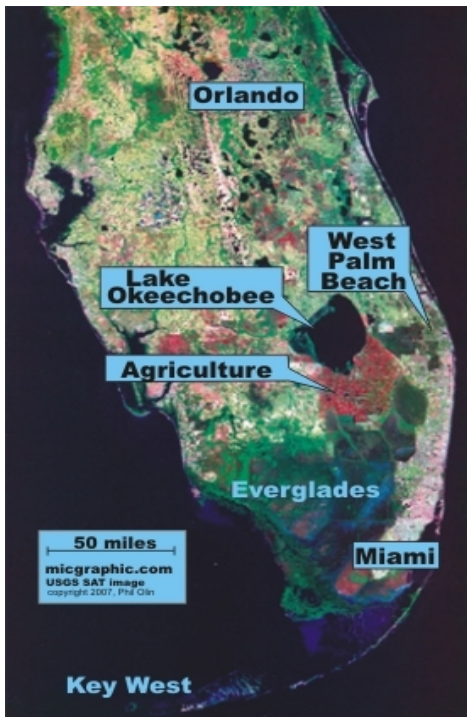 Orlando
West
Palm
Beach
Lake
Okeechobee
Agriculture
Everglades
50 miles
micgraphic.com
USGS SAT image
copyright 2007, Phil Olin
Miami
Key West